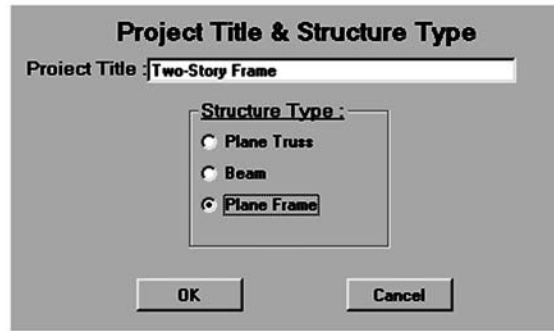 Project Title & Structure Type
Project Title : Two-Story Frame
Structure Type :
Plane Truss
Beam
Plane Frame
OK Cancel